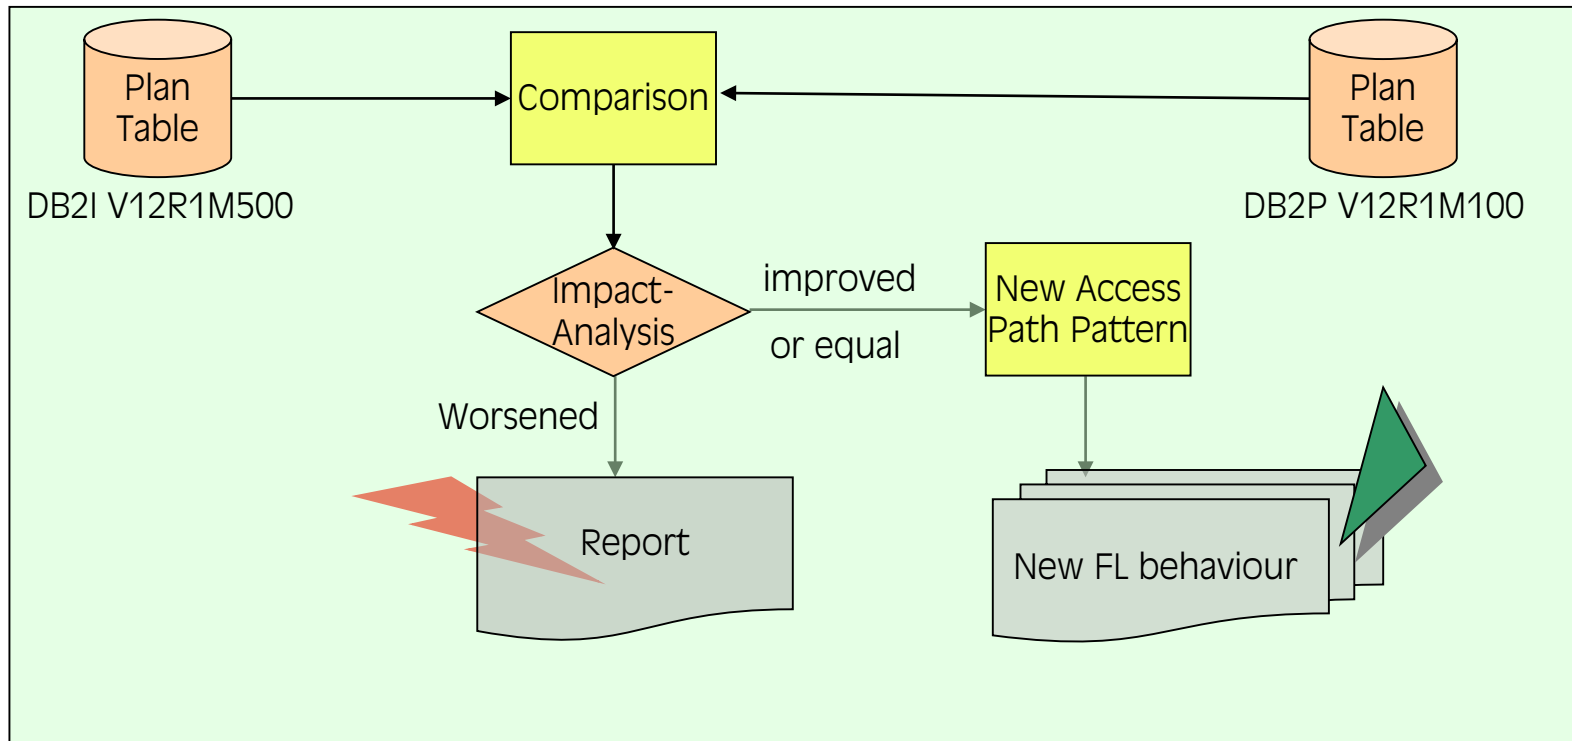 Plan
Table
Comparison
Plan
Table
DB2I V12R1M500
DB2P V12R1M100
Impact-
Analysis
improved
or equal
New Access
Path Pattern
Worsened
Report
New FL behaviour